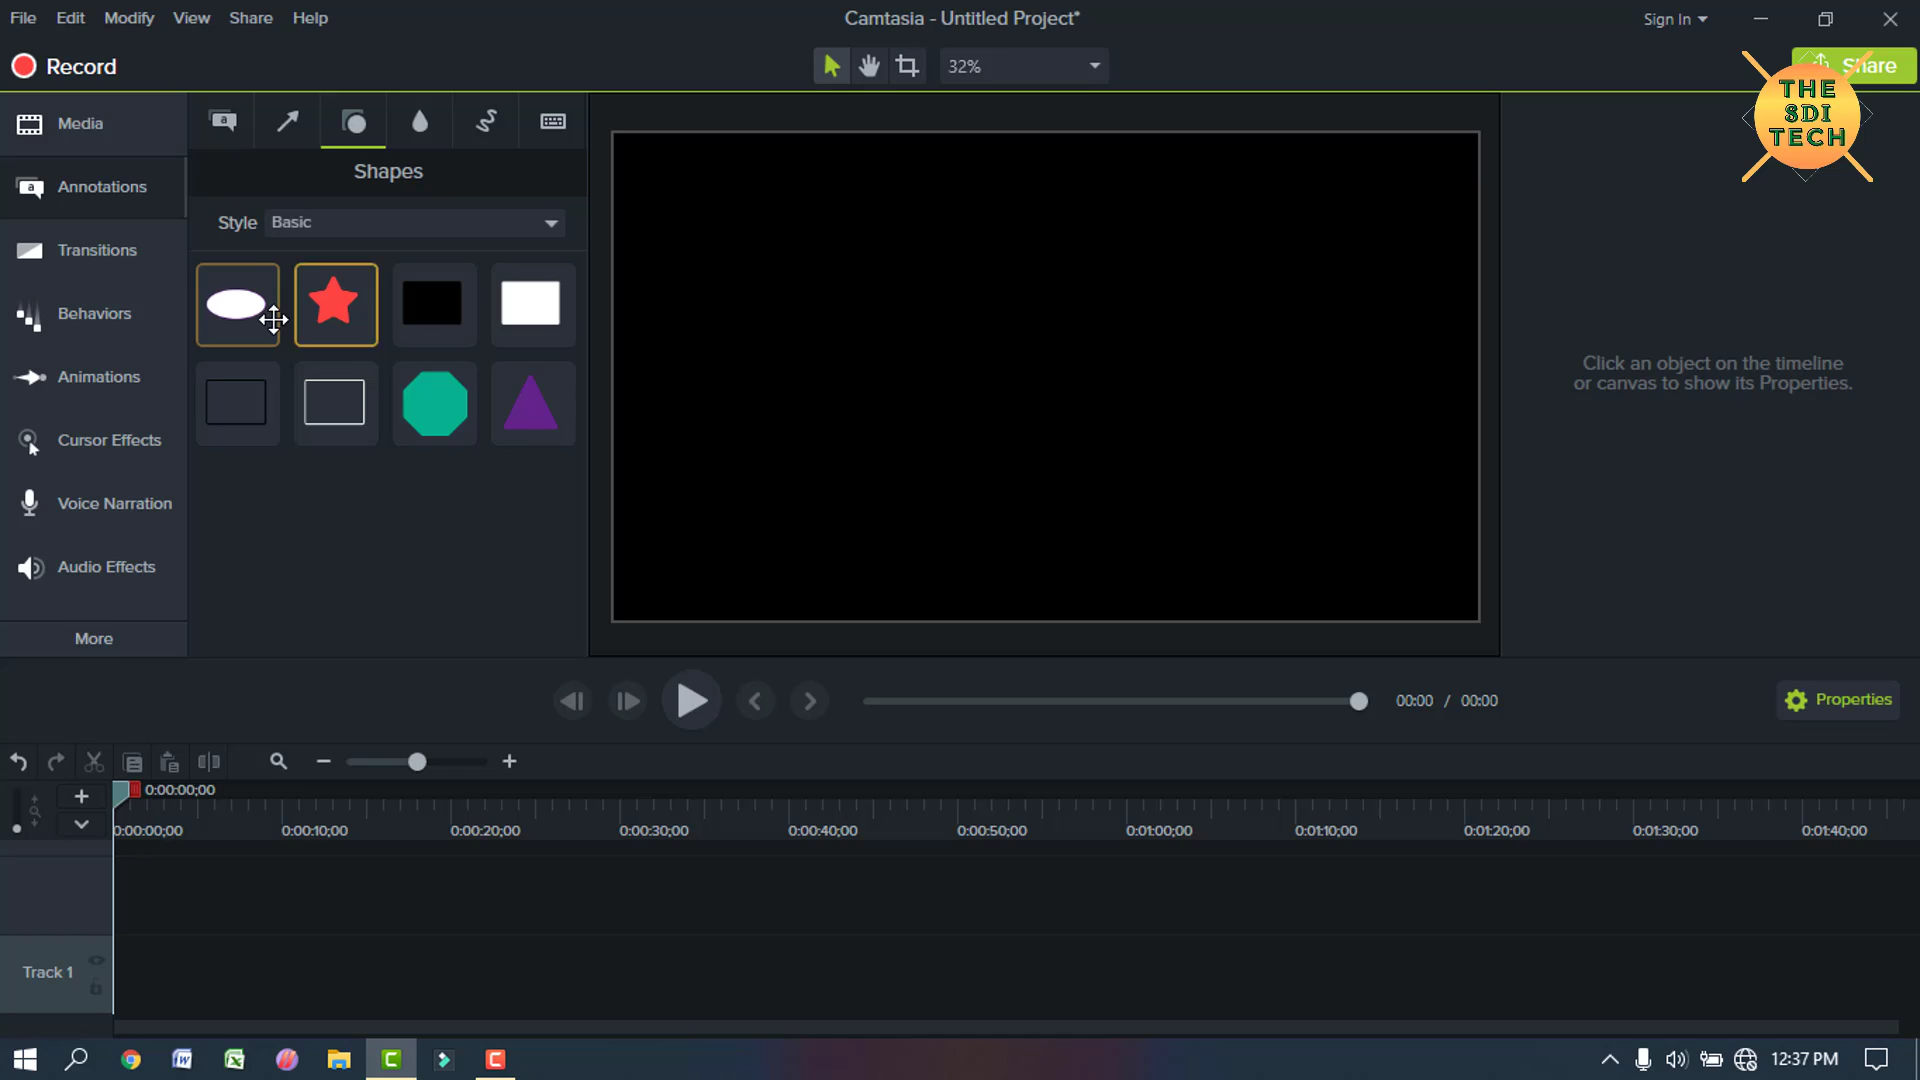 File Edit Modify View Share Help
Camtasia - Untitled Project*
Sign In
Record
32%
Share
THE
SDI
TECH
Media
a
Annotations
Transitions
Behaviors
Animations
Cursor Effects
Voice Narration
Audio Effects
More
a
Shapes
Style Basic
Click an object on the timeline
or canvas to show its Properties.
00:00 / 00:00
Properties
0:00:00;00
0:00:00;00 0:00:10;00 0:00:20;00 0:00:30;00 0:00:40;00 0:00:50;00 0:01:00;00 0:01:10;00 0:01:20;00 0:01:30;00 0:01:40;00
Track 1
12:37 PM